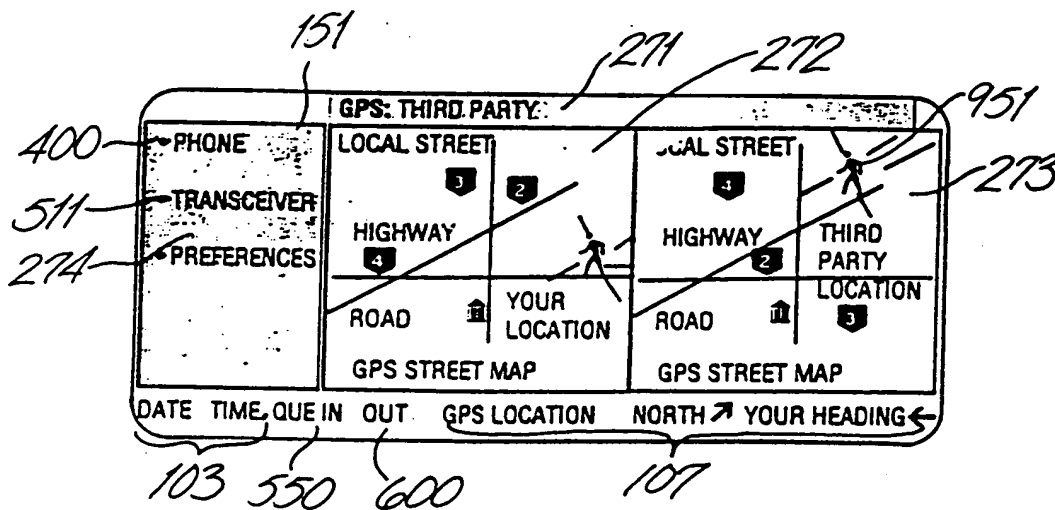 151
271
272
951
GPS: THIRD PARTY
400
PHONE
LOCAL STREET
CAL STREET
3
2
4
273
511
TRANSCEIVER
HIGHWAY
4
HIGHWAY
2
THIRD
PARTY
LOCATION
3
274
PREFERENCES
ROAD
YOUR
LOCATION
ROAD
GPS STREET MAP
GPS STREET MAP
DATE TIME QUE IN OUT GPS LOCATION NORTH ↗ YOUR HEADING ←
103
550
600
107